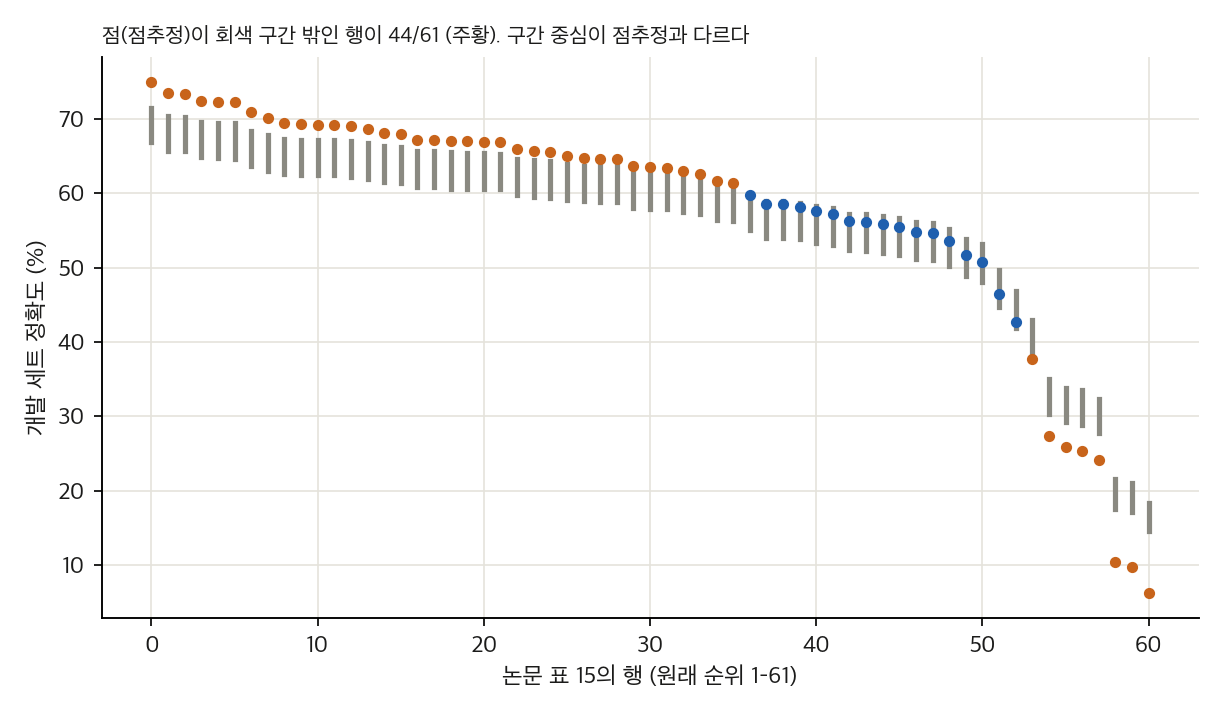 점(점추정)이 회색 구간 밖인 행이 44/61 (주황). 구간 중심이 점추정과 다르다
개발 세트 정확도 (%)
70
60
50
40
30
20
10
0 10 20 30 40 50 60
논문 표 15의 행 (원래 순위 1-61)